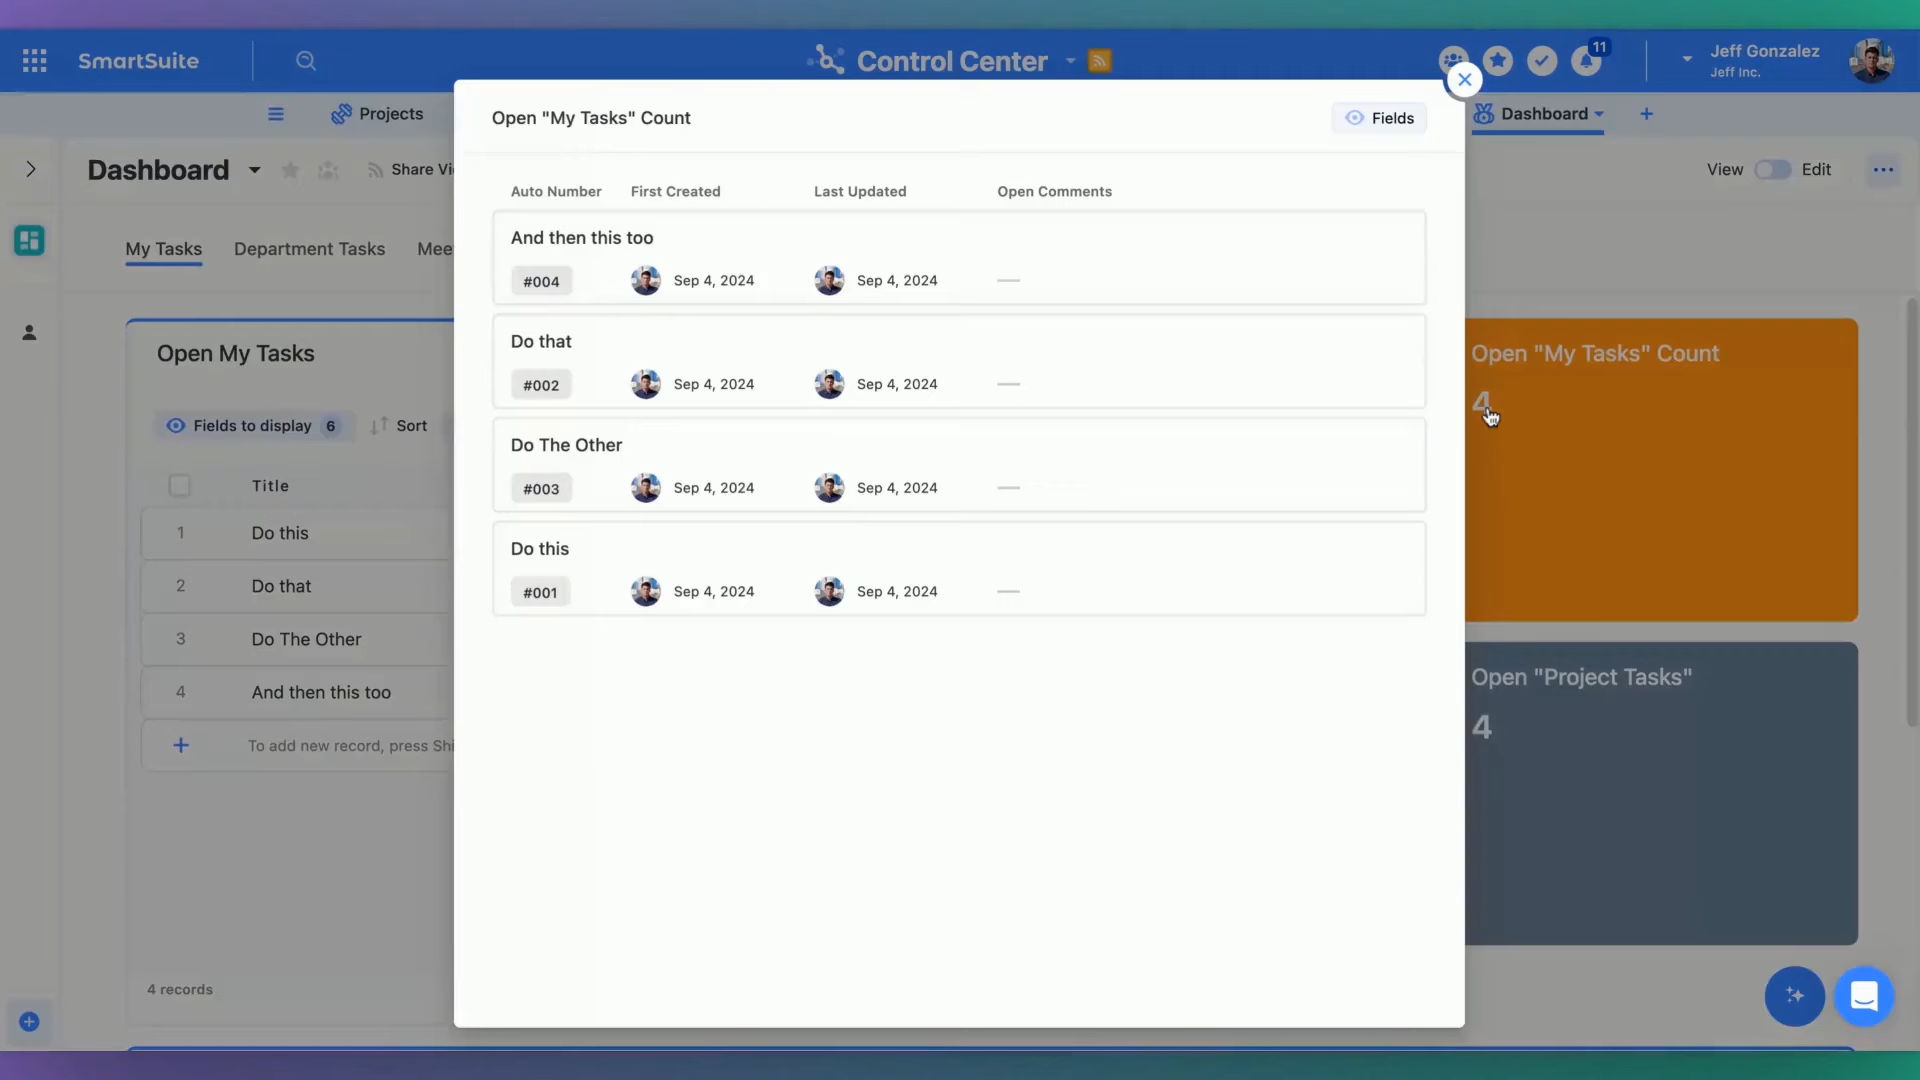 SmartSuite
Control Center
11
Jeff Gonzalez
Jeff Inc.
Projects
Dashboard
Dashboard
Share Vi
View
Edit
My Tasks
Department Tasks
Mee
Open My Tasks
Fields to display 6
Sort
Title
1 Do this
2 Do that
3 Do The Other
4 And then this too
To add new record, press Shi
4 records
Open "My Tasks" Count
Fields
Auto Number First Created Last Updated Open Comments
And then this too
#004 Sep 4, 2024 Sep 4, 2024
Do that
#002 Sep 4, 2024 Sep 4, 2024
Do The Other
#003 Sep 4, 2024 Sep 4, 2024
Do this
#001 Sep 4, 2024 Sep 4, 2024
Open "My Tasks" Count
4
Open "Project Tasks"
4